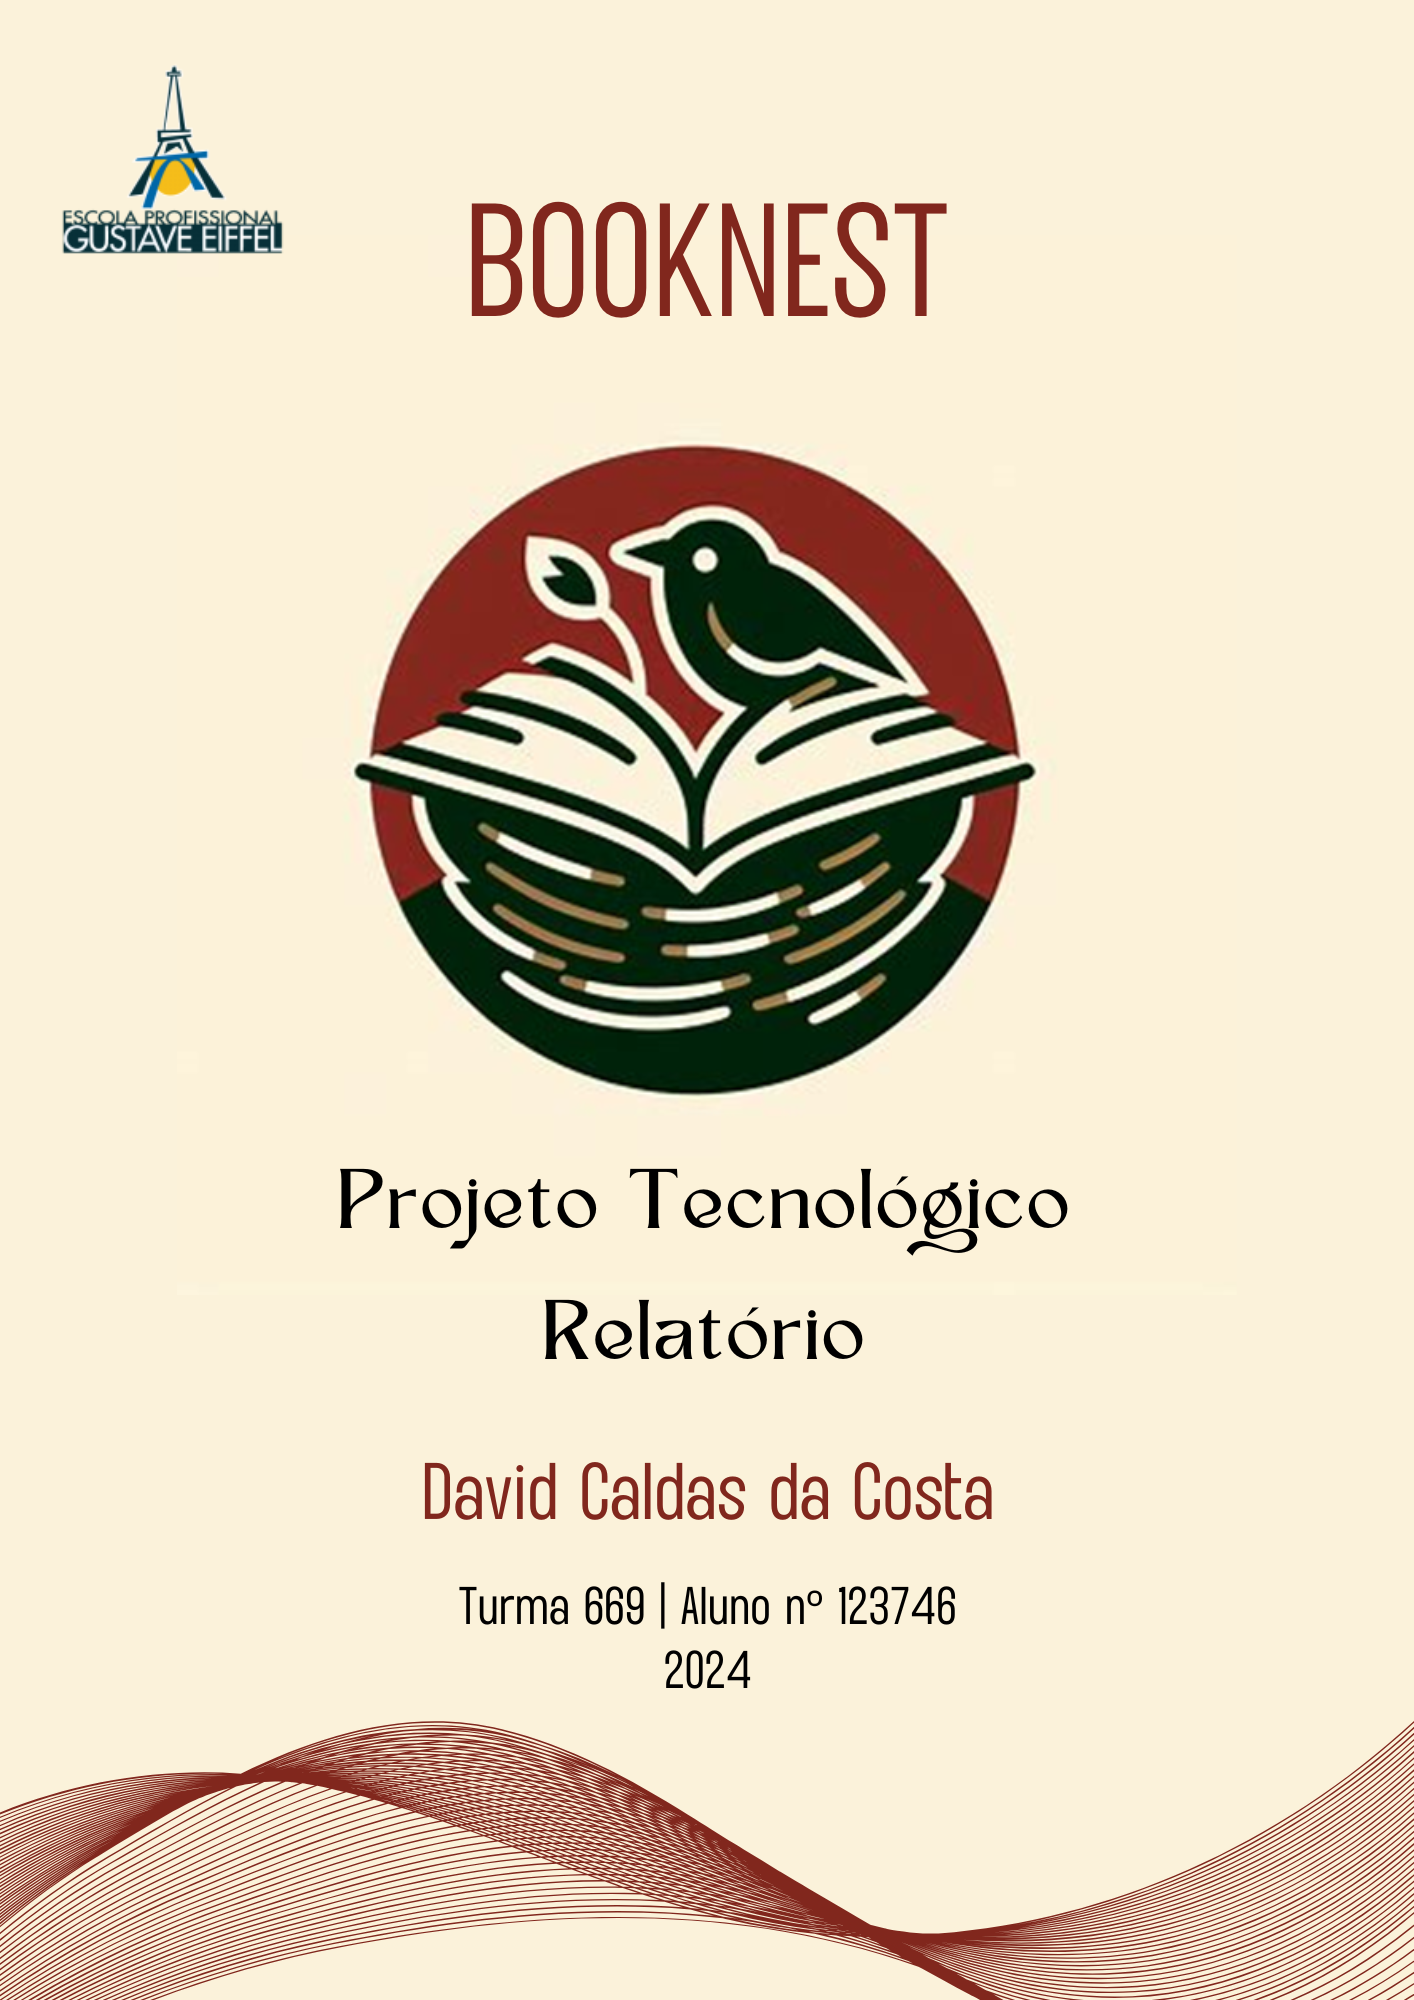 ESCOLA PROFISSIONAL
GUSTAVE EIFFEL
BOOKNEST
Projeto Tecnológico
Relatório
David Caldas da Costa
Turma 669 | Aluno nº 123746
2024